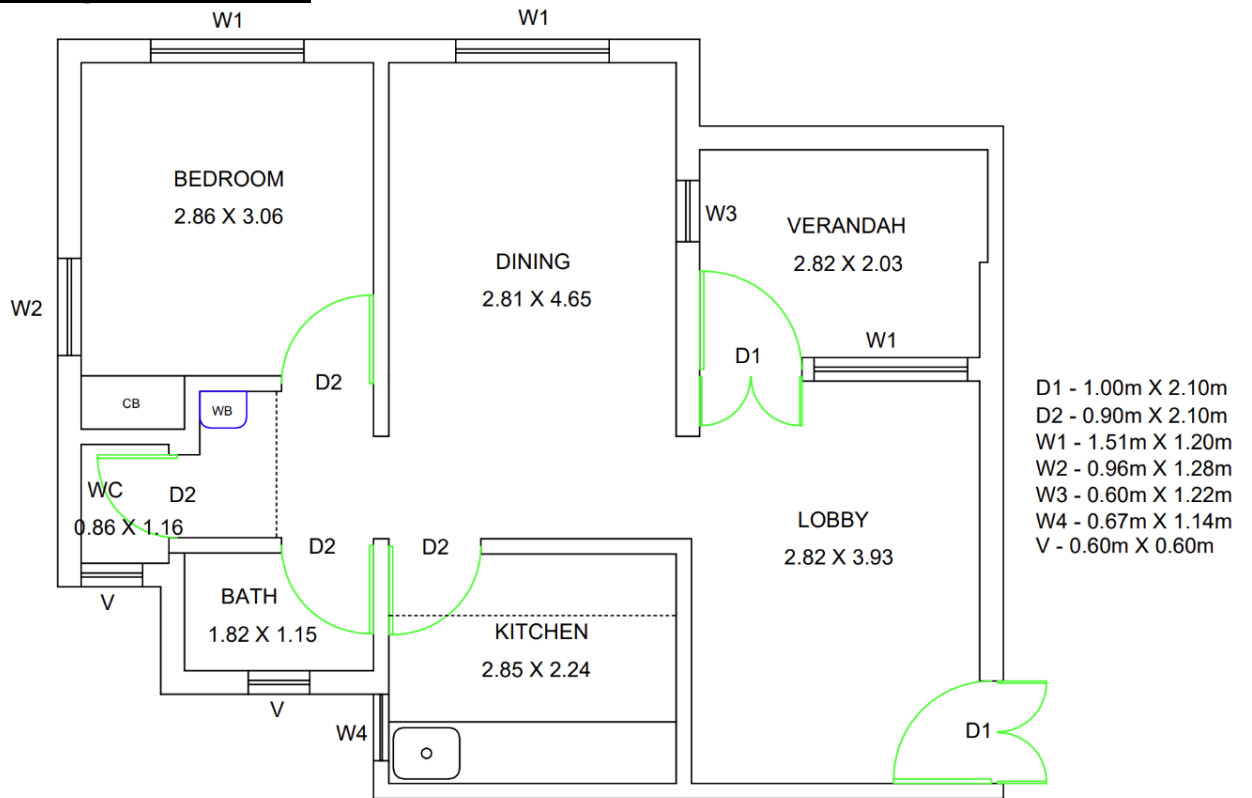 W1
W1
BEDROOM
2.86 X 3.06
W2
DINING
2.81 X 4.65
W3
VERANDAH
2.82 X 2.03
W1
D1
D2
CB
WB
WC
0.86 X 1.16
D2
V
D2
D2
BATH
1.82 X 1.15
V
KITCHEN
2.85 X 2.24
W4
LOBBY
2.82 X 3.93
D1
D1 - 1.00m X 2.10m
D2 - 0.90m X 2.10m
W1 - 1.51m X 1.20m
W2 - 0.96m X 1.28m
W3 - 0.60m X 1.22m
W4 - 0.67m X 1.14m
V - 0.60m X 0.60m